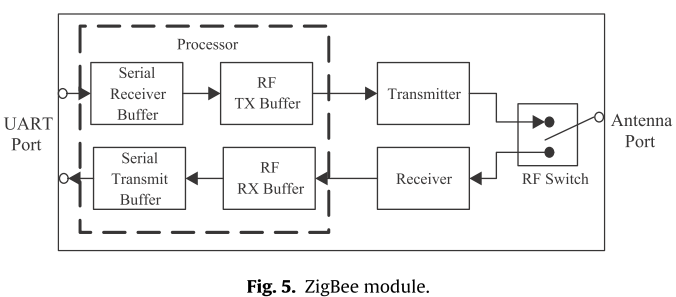 Processor
Serial
Receiver
Buffer
RF
TX Buffer
Transmitter
UART
Port
Antenna
Port
Serial
Transmit
Buffer
RF
RX Buffer
Receiver
RF Switch
Fig. 5. ZigBee module.